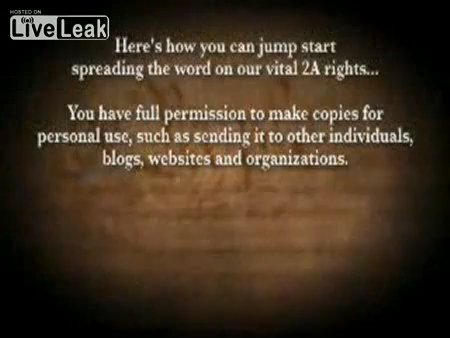 HOSTED ON
LiveLeak
Here's how you can jump start
spreading the word on our vital 2A rights...
You have full permission to make copies for
personal use, such as sending it to other individuals,
blogs, websites and organizations.